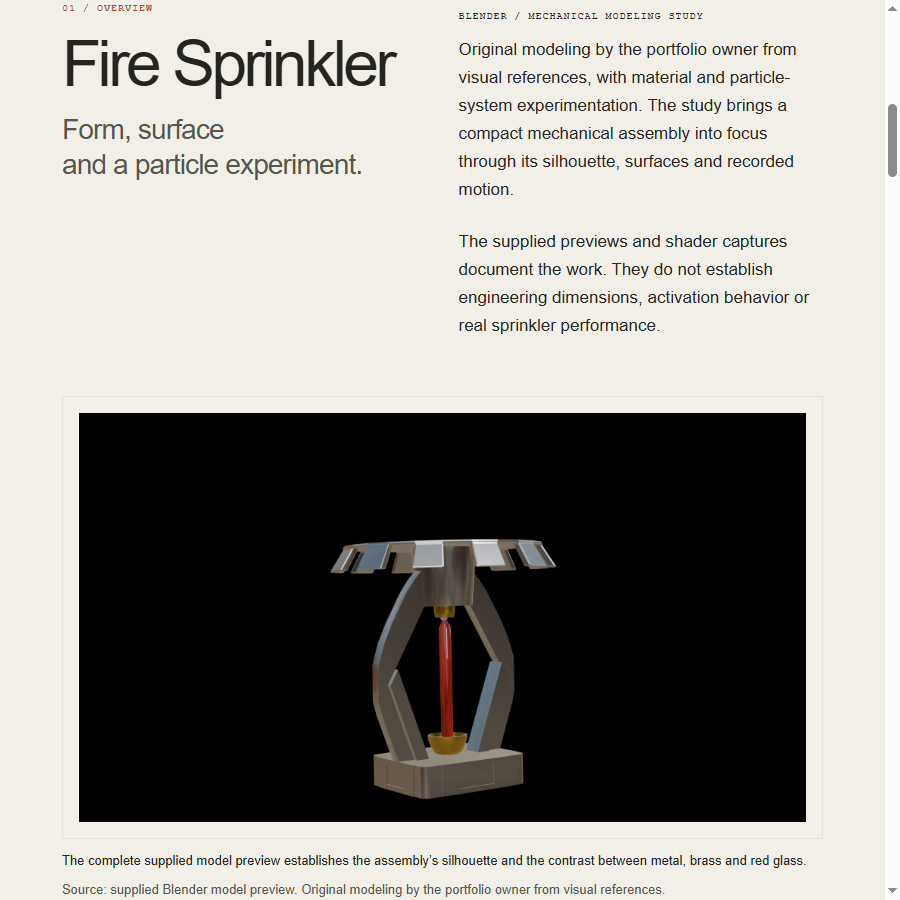 01 / OVERVIEW
Fire Sprinkler
Form, surface
and a particle experiment.
BLENDER / MECHANICAL MODELING STUDY
Original modeling by the portfolio owner from
visual references, with material and particle-
system experimentation. The study brings a
compact mechanical assembly into focus
through its silhouette, surfaces and recorded
motion.
The supplied previews and shader captures
document the work. They do not establish
engineering dimensions, activation behavior or
real sprinkler performance.
The complete supplied model preview establishes the assembly’s silhouette and the contrast between metal, brass and red glass.
Source: supplied Blender model preview. Original modeling by the portfolio owner from visual references.